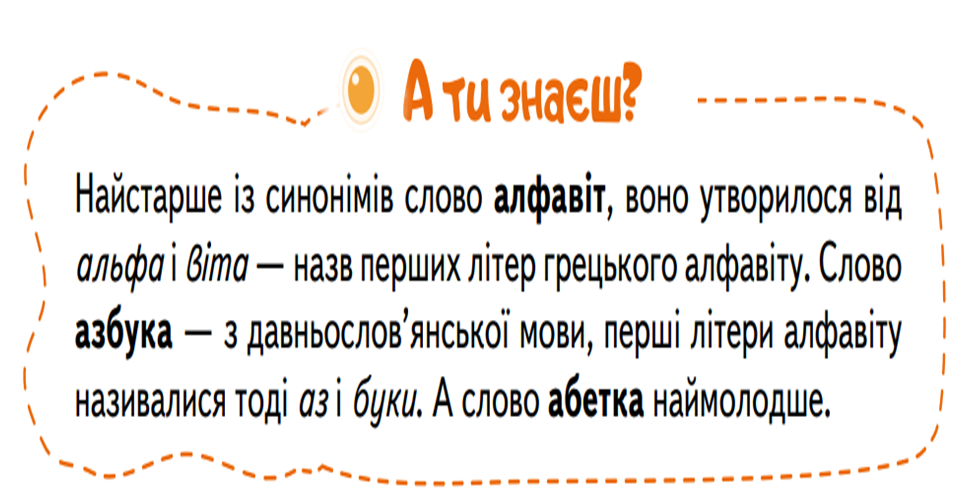 А ти знаєш?
Найстарше із синонімів слово алфавіт, воно утворилося від
альфа і віта — назв перших літер грецького алфавіту. Слово
азбука — з давньослов’янської мови, перші літери алфавіту
називалися тоді аз і буки. А слово абетка наймолодше.